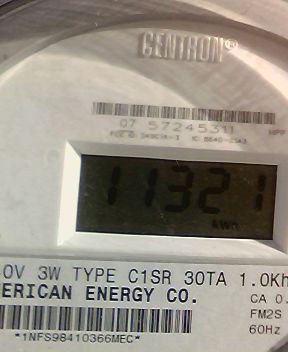 CENTRON®
07 57245311
11321
kWh
0V 3W TYPE C1SR 30TA 1.0Kh
ERICAN ENERGY CO.
CA 0.
FM2S
60Hz
*1NFS98410366MEC*